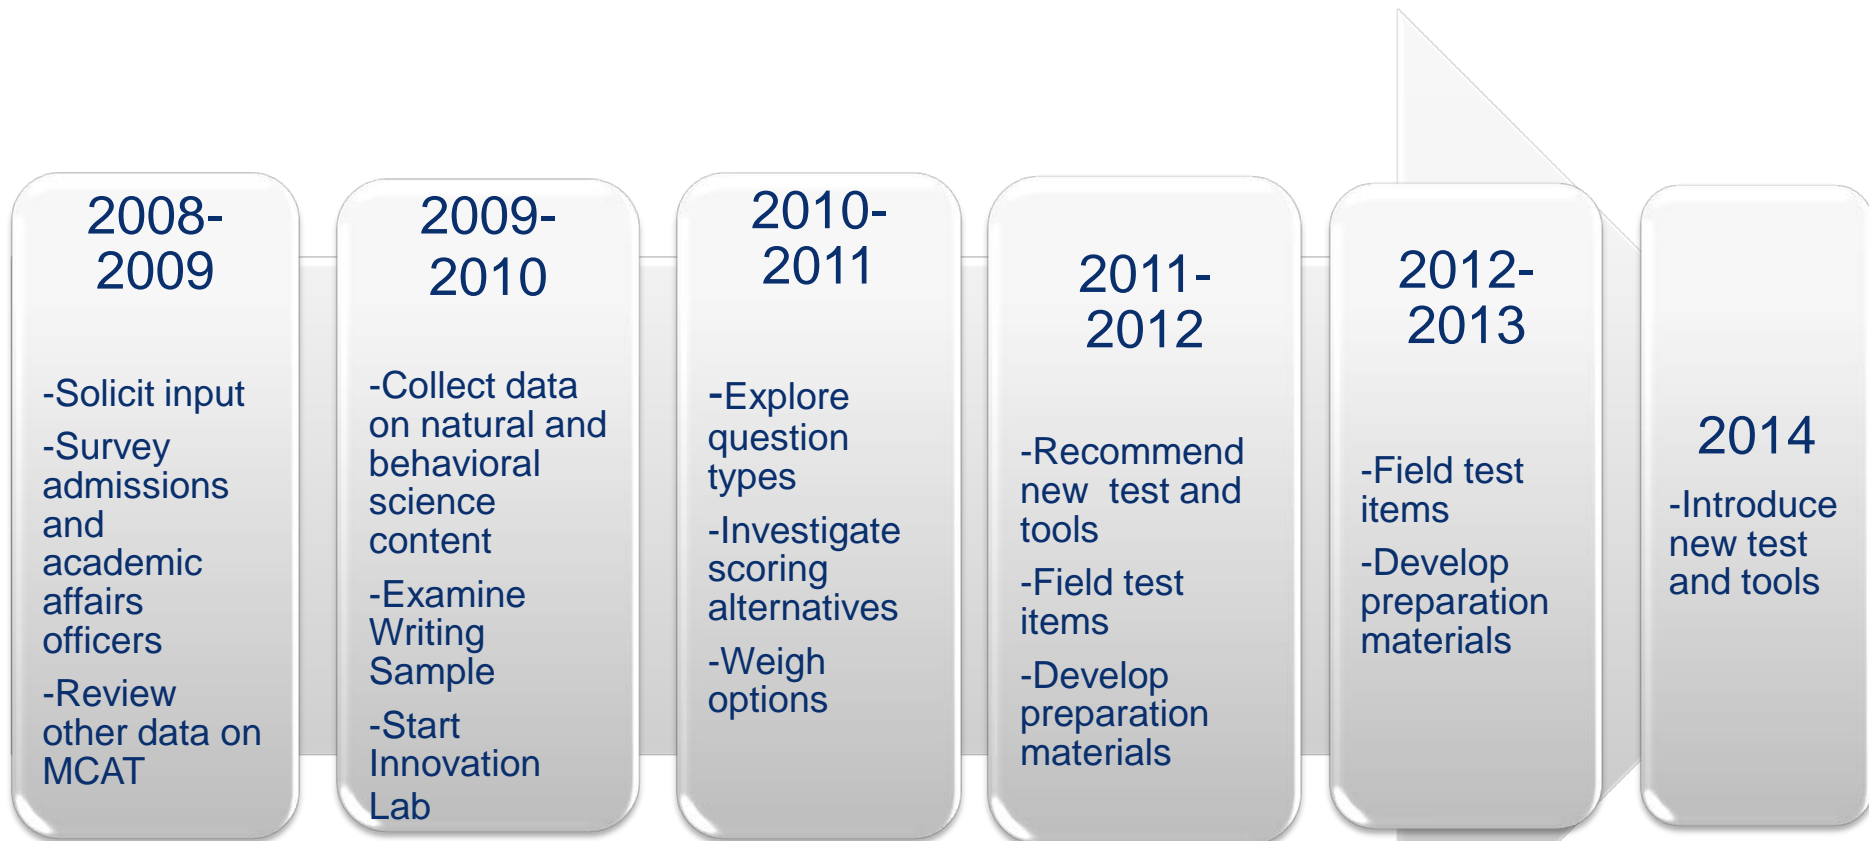 2008-
2009
-Solicit input
-Survey
admissions
and
academic
affairs
officers
-Review
other data on
MCAT
2009-
2010
-Collect data
on natural and
behavioral
science
content
-Examine
Writing
Sample
-Start
Innovation
Lab
2010-
2011
-Explore
question
types
-Investigate
scoring
alternatives
-Weigh
options
2011-
2012
-Recommend
new  test and
tools
-Field test
items
-Develop
preparation
materials
2012-
2013
-Field test
items
-Develop
preparation
materials
2014
-Introduce
new test
and tools